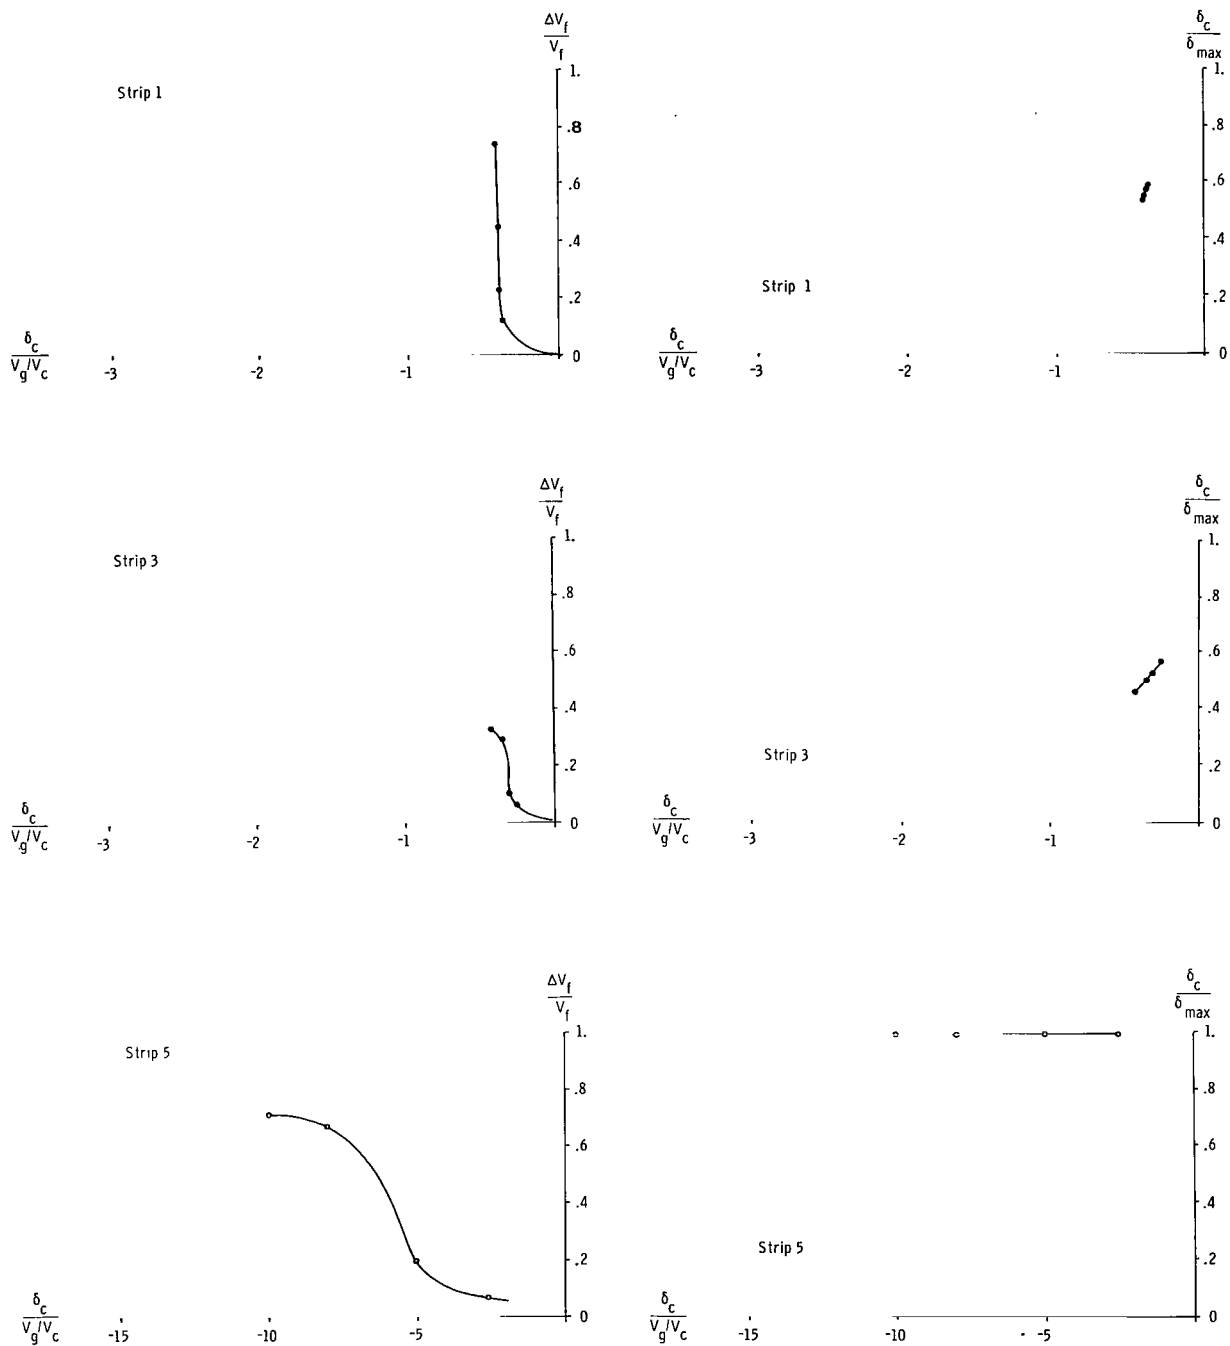 ΔV_f
V_f
1.
.8
.6
.4
.2
0
Strip 1
δ_c
V_g/V_c
-3
-2
-1
δ_c
δ_max
1.
.8
.6
.4
.2
0
Strip 1
δ_c
V_g/V_c
-3
-2
-1
ΔV_f
V_f
1.
.8
.6
.4
.2
0
Strip 3
δ_c
V_g/V_c
-3
-2
-1
δ_c
δ_max
1.
.8
.6
.4
.2
0
Strip 3
δ_c
V_g/V_c
-3
-2
-1
ΔV_f
V_f
1.
.8
.6
.4
.2
0
Strip 5
δ_c
V_g/V_c
-15
-10
-5
δ_c
δ_max
1.
.8
.6
.4
.2
0
Strip 5
δ_c
V_g/V_c
-15
-10
-5